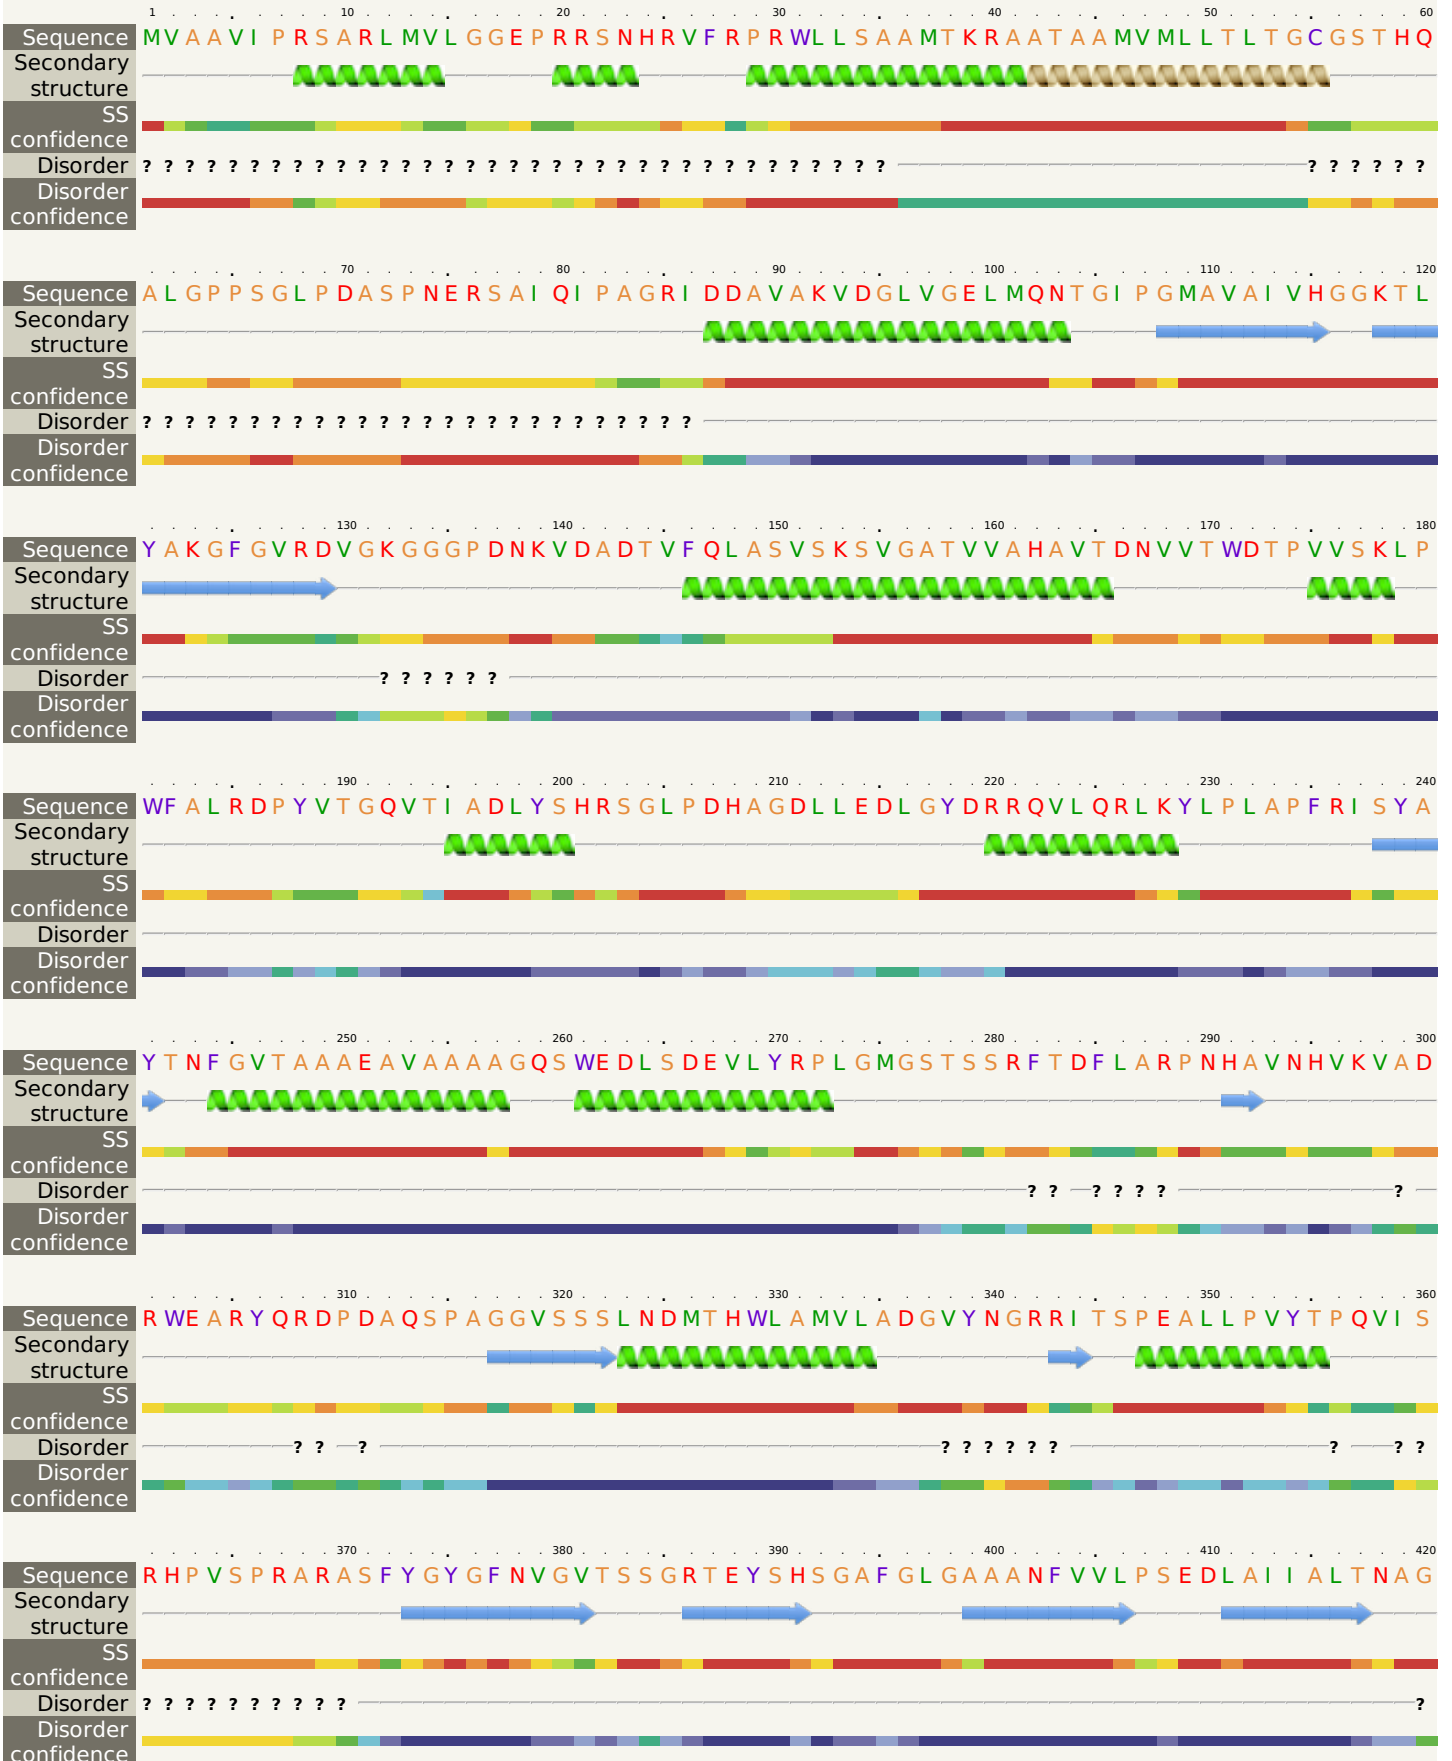 1 10 20 30 40 50 60
Sequence MVAAVIPRSARLMVLGGEPRRSNHRVFRPRWLLSAAMTKRAATAAMVMLLTLTGCGSTHQ
Secondary
structure
SS
confidence
Disorder ? ? ? ? ? ? ? ? ? ? ? ? ? ? ? ? ? ? ? ? ? ? ? ? ? ? ? ? ? ? ? ? ? ? ? ? ? ? ? ? ?
Disorder
confidence
70 80 90 100 110 120
Sequence ALGPPSGLPDASPNERSAIQIPAGRIDDAVAKVDGLVGELMQNTGIPGMAVAIVHGGKTL
Secondary
structure
SS
confidence
Disorder ? ? ? ? ? ? ? ? ? ? ? ? ? ? ? ? ? ? ? ? ? ? ? ? ? ?
Disorder
confidence
130 140 150 160 170 180
Sequence YAKGFGVRDVGKGGGPDNKVDADTVFQLASVSKSVGATVVAHAVTDNVVTWDTPVVSKLP
Secondary
structure
SS
confidence
Disorder ? ? ? ? ? ?
Disorder
confidence
190 200 210 220 230 240
Sequence WFALRDPYVTGQVTIADLYSHRSGLPDHAGDLLEDLGYDRRQVLQRLKYLPLAPFRISYA
Secondary
structure
SS
confidence
Disorder
Disorder
confidence
250 260 270 280 290 300
Sequence YTNFGVTAAAEAVAAAAGQSWEDLSDEVLYRPLGMGSTSSRFTDFLARPNHAVNHVKVAD
Secondary
structure
SS
confidence
Disorder ? ? ? ? ? ? ?
Disorder
confidence
310 320 330 340 350 360
Sequence RWEARYQRDPDAQSPAGGVSSSLNDMTHWLAMVLADGVYNGRRITSPEALLPVYTPQVIS
Secondary
structure
SS
confidence
Disorder ? ? ? ? ? ? ? ? ? ? ? ?
Disorder
confidence
370 380 390 400 410 420
Sequence RHPVSPRARASFYGYGFNVGVTSSGRTEYSHSGAFGLGAAANFVVLPSEDLAIIALTNAG
Secondary
structure
SS
confidence
Disorder ? ? ? ? ? ? ? ? ? ? ?
Disorder
confidence